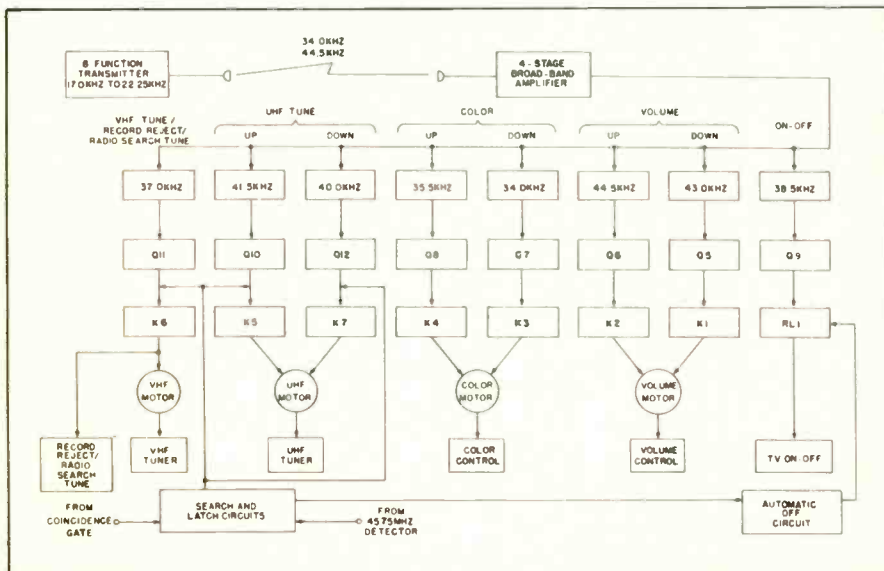 34.0KHZ
44.5KHZ
8 FUNCTION
TRANSMITTER
17.0KHZ TO 22.25KHZ
4-STAGE
BROAD-BAND
AMPLIFIER
VHF TUNE/
RECORD REJECT/
RADIO SEARCH TUNE
UHF TUNE
UP DOWN
COLOR
UP DOWN
VOLUME
UP DOWN
ON-OFF
37.0KHZ 41.5KHZ 40.0KHZ 35.5KHZ 34.0KHZ 44.5KHZ 43.0KHZ 38.5KHZ
Q11 Q10 Q12 Q8 Q7 Q6 Q5 Q9
K6 K5 K7 K4 K3 K2 K1 RL1
VHF
MOTOR
UHF MOTOR
COLOR
MOTOR
VOLUME MOTOR
RECORD
REJECT/
RADIO
SEARCH
TUNE
VHF
TUNER
UHF
TUNER
COLOR
CONTROL
VOLUME
CONTROL
TV ON-OFF
FROM
COINCIDENCE
GATE
SEARCH AND
LATCH CIRCUITS
FROM
45.75MHZ
DETECTOR
AUTOMATIC
OFF
CIRCUIT